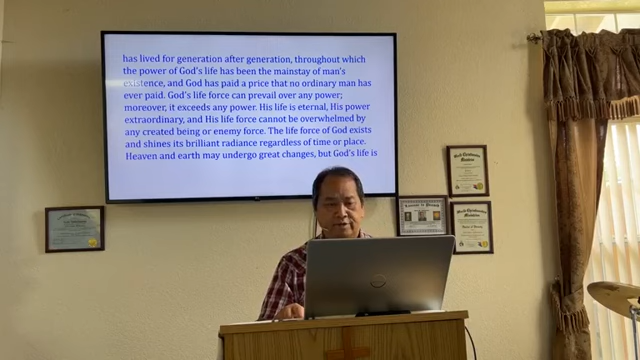 has lived for generation after generation, throughout which
the power of God's life has been the mainstay of man's
existence, and God has paid a price that no ordinary man has
ever paid. God's life force can prevail over any power;
moreover, it exceeds any power. His life is eternal, His power
extraordinary, and His life force cannot be overwhelmed by
any created being or enemy force. The life force of God exists
and shines its brilliant radiance regardless of time or place.
Heaven and earth may undergo great changes, but God's life is